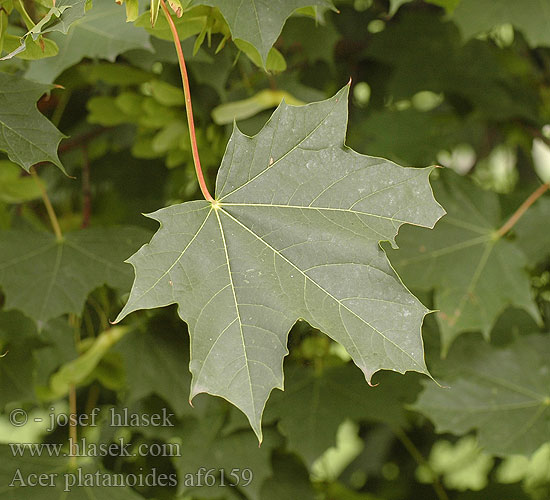 © - josef hlasek
www.hlasek.com
Acer platanoides af6159